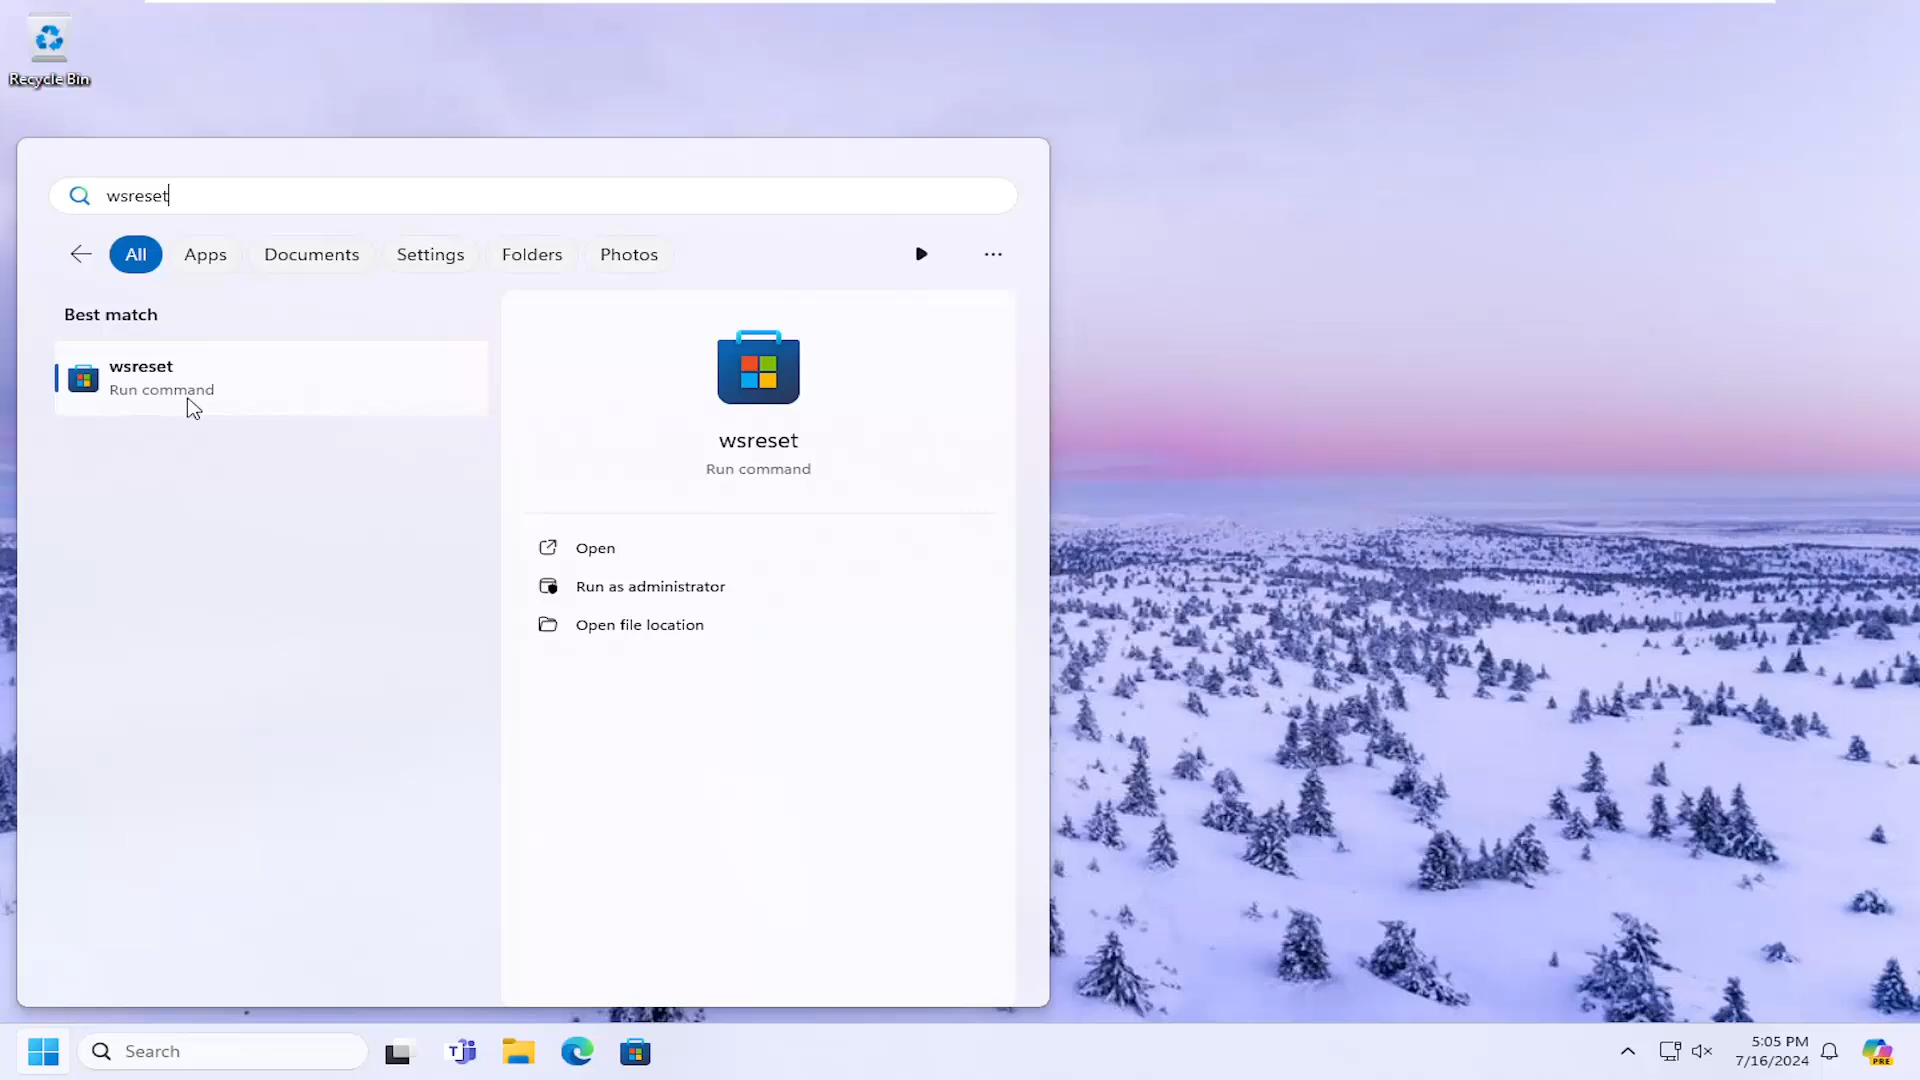 Recycle Bin
wsreset
All
Apps
Documents
Settings
Folders
Photos
Best match
wsreset
Run command
wsreset
Run command
Open
Run as administrator
Open file location
Search
5:05 PM
7/16/2024
PRE